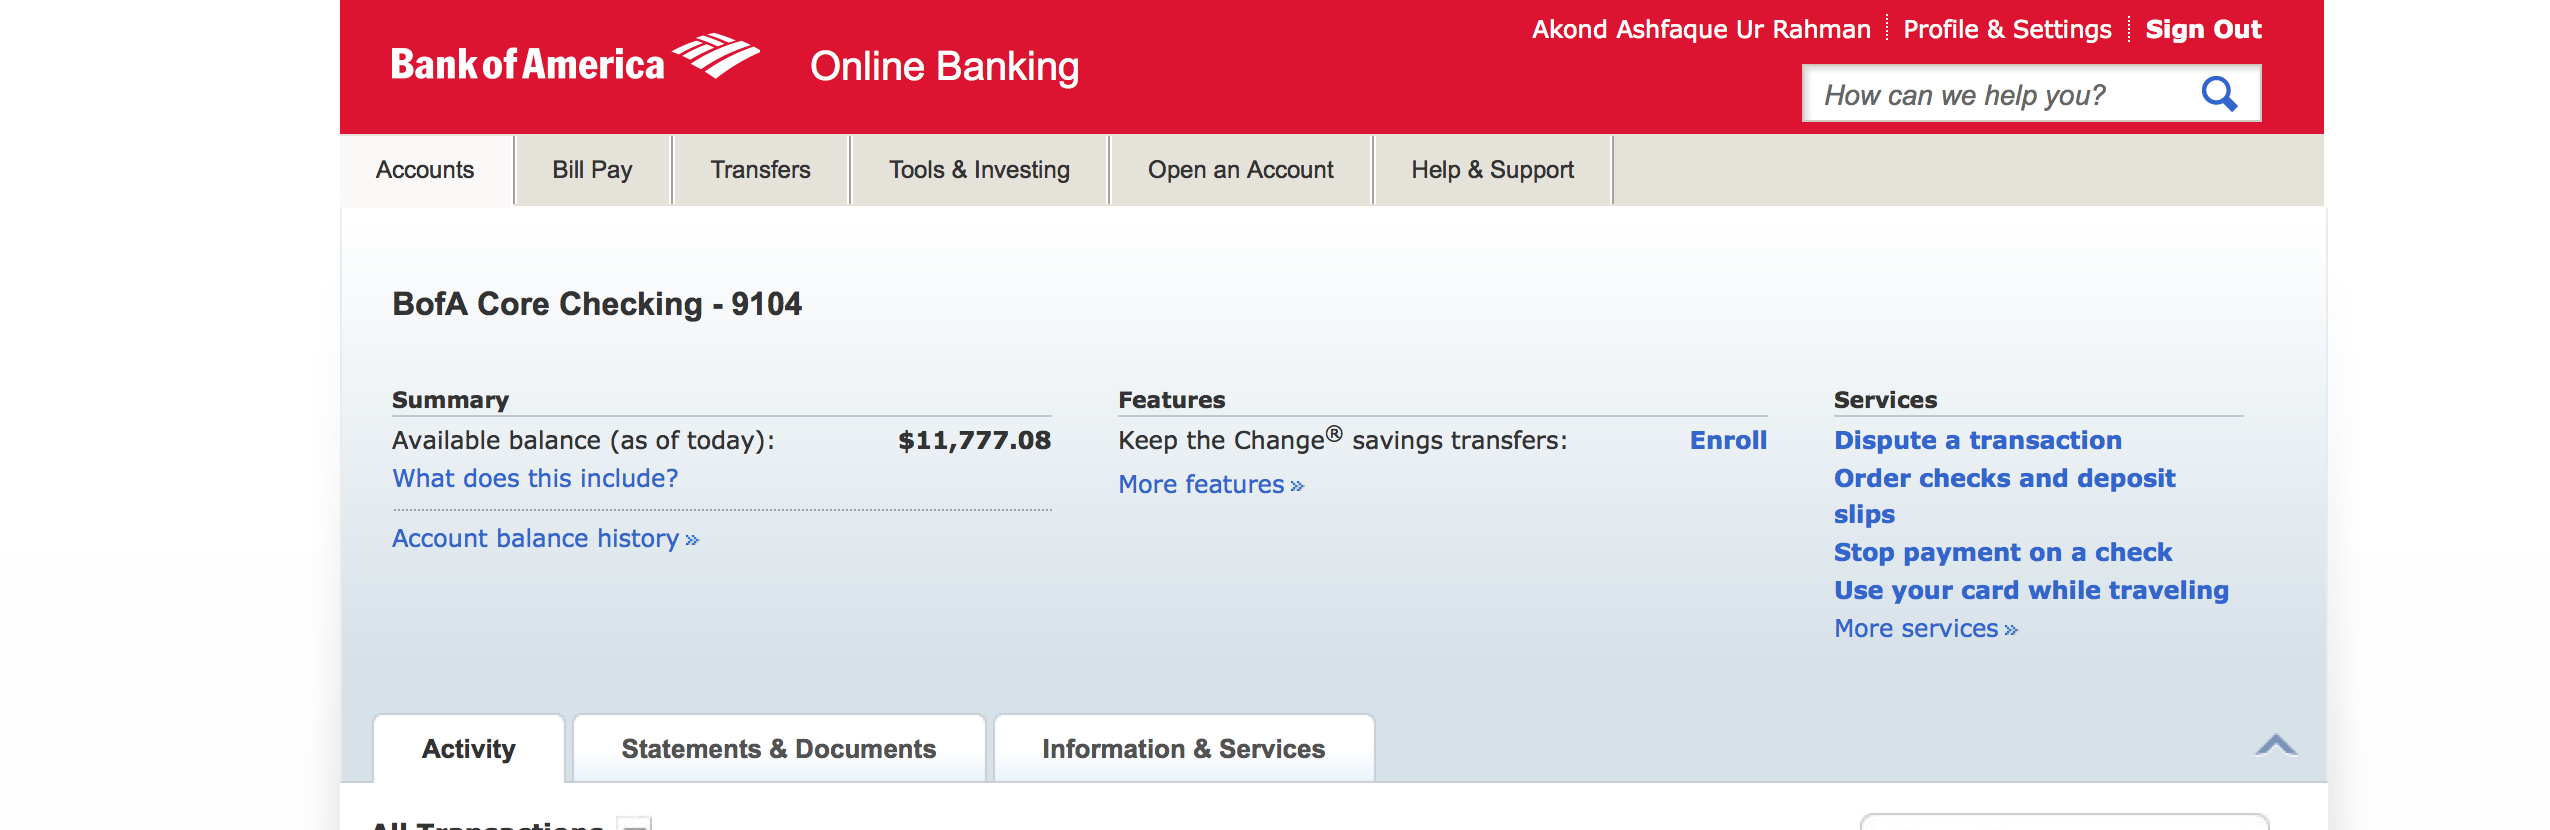 Akond Ashfaque Ur Rahman Profile & Settings Sign Out
Bank of America Online Banking
How can we help you?
Accounts Bill Pay Transfers Tools & Investing Open an Account Help & Support
BofA Core Checking - 9104
Summary
Available balance (as of today): $11,777.08
What does this include?
Account balance history »
Features
Keep the Change® savings transfers: Enroll
More features »
Services
Dispute a transaction
Order checks and deposit
slips
Stop payment on a check
Use your card while traveling
More services »
Activity Statements & Documents Information & Services
All Transactions